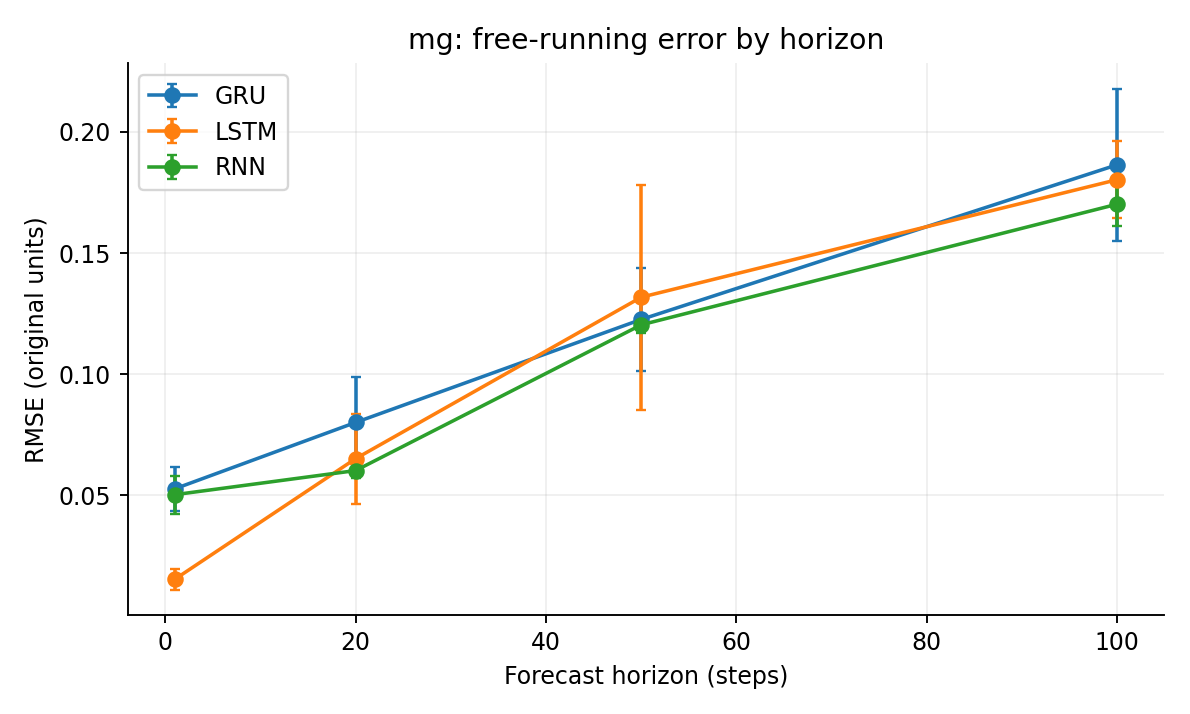 mg: free-running error by horizon
GRU
LSTM
RNN
RMSE (original units)
0.20
0.15
0.10
0.05
0
20
40
60
80
100
Forecast horizon (steps)